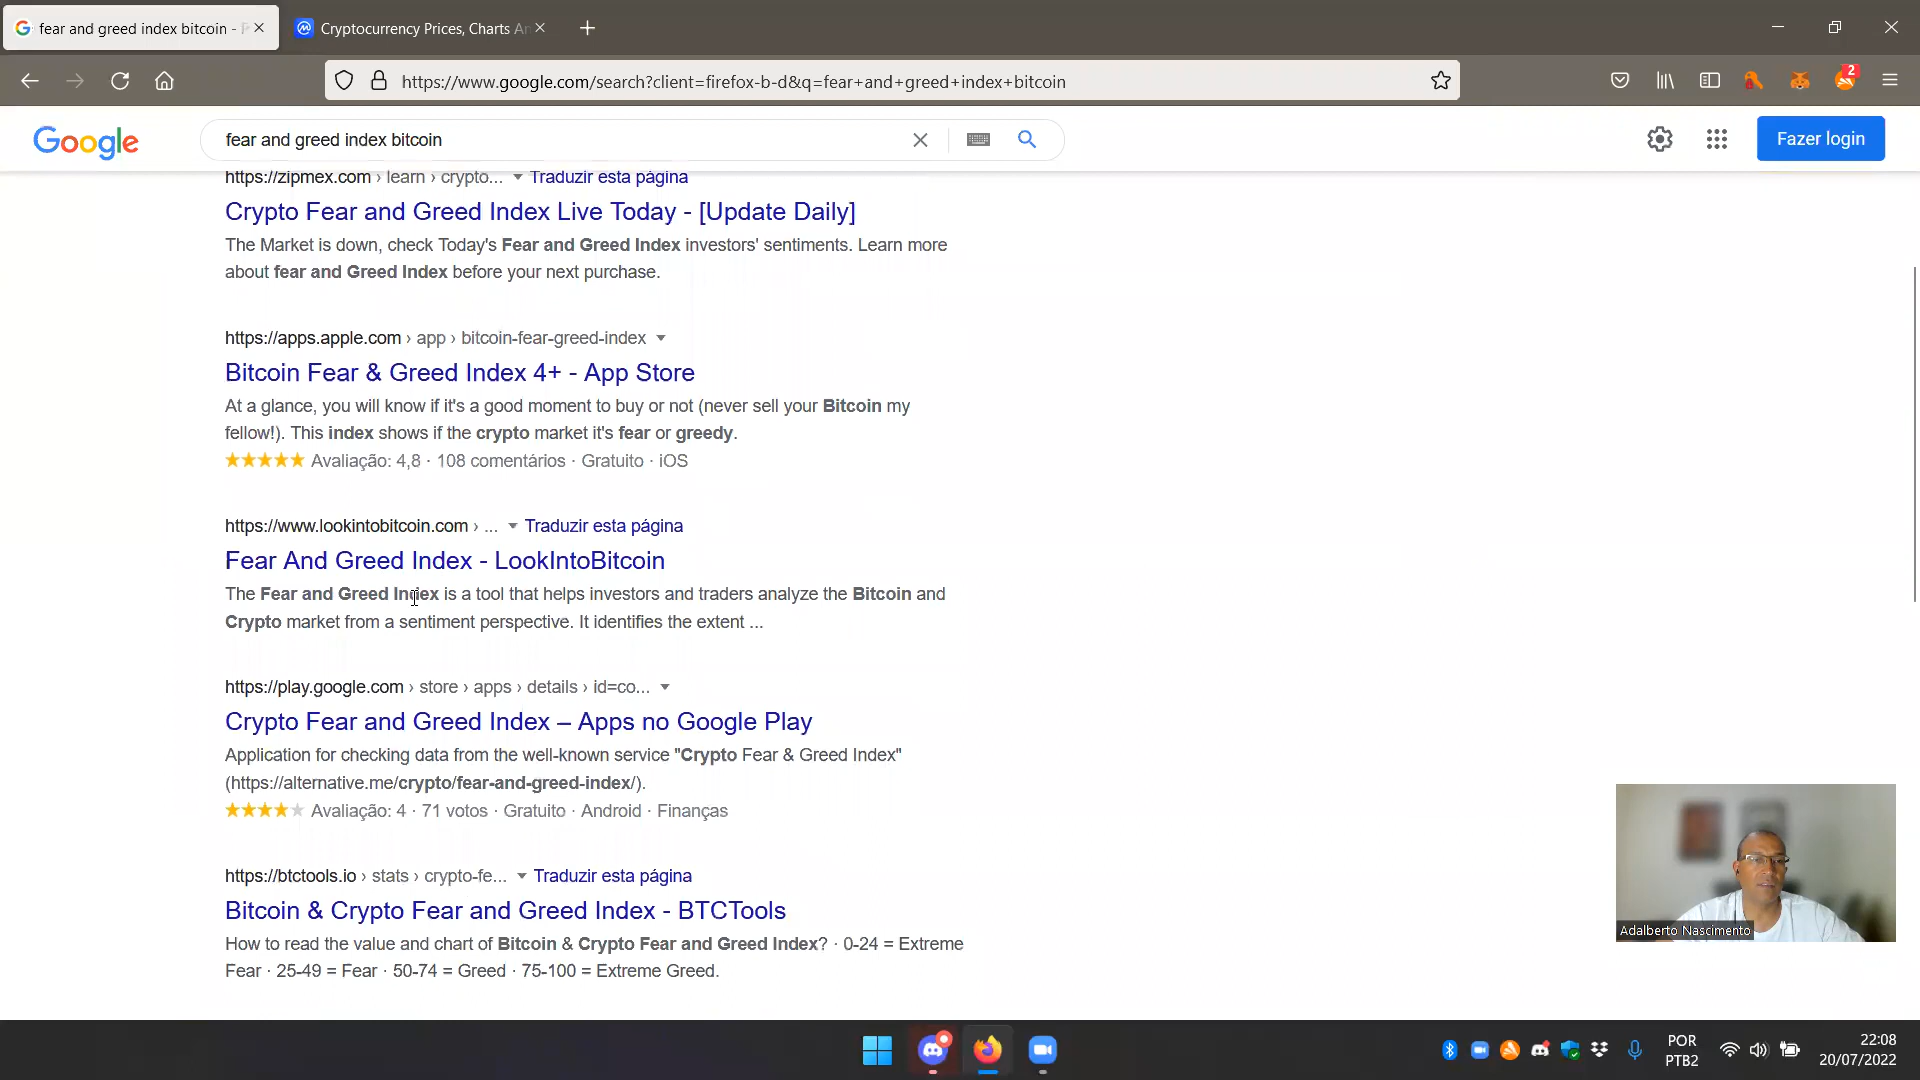 fear and greed index bitcoin -
Cryptocurrency Prices, Charts An
https://www.google.com/search?client=firefox-b-d&q=fear+and+greed+index+bitcoin
2
Google
fear and greed index bitcoin
Fazer login
https://zipmex.com › learn › crypto... Traduzir esta página
Crypto Fear and Greed Index Live Today - [Update Daily]
The Market is down, check Today's Fear and Greed Index investors' sentiments. Learn more
about fear and Greed Index before your next purchase.
https://apps.apple.com › app › bitcoin-fear-greed-index
Bitcoin Fear & Greed Index 4+ - App Store
At a glance, you will know if it's a good moment to buy or not (never sell your Bitcoin my
fellow!). This index shows if the crypto market it's fear or greedy.
Avaliação: 4,8 · 108 comentários · Gratuito · iOS
https://www.lookintobitcoin.com › ... Traduzir esta página
Fear And Greed Index - LookIntoBitcoin
The Fear and Greed Index is a tool that helps investors and traders analyze the Bitcoin and
Crypto market from a sentiment perspective. It identifies the extent ...
https://play.google.com › store › apps › details › id=co...
Crypto Fear and Greed Index – Apps no Google Play
Application for checking data from the well-known service "Crypto Fear & Greed Index"
(https://alternative.me/crypto/fear-and-greed-index/).
Avaliação: 4 · 71 votos · Gratuito · Android · Finanças
https://btctools.io › stats › crypto-fe... Traduzir esta página
Bitcoin & Crypto Fear and Greed Index - BTCTools
How to read the value and chart of Bitcoin & Crypto Fear and Greed Index? · 0-24 = Extreme
Fear · 25-49 = Fear · 50-74 = Greed · 75-100 = Extreme Greed.
Adalberto Nascimento
POR
PTB2
22:08
20/07/2022